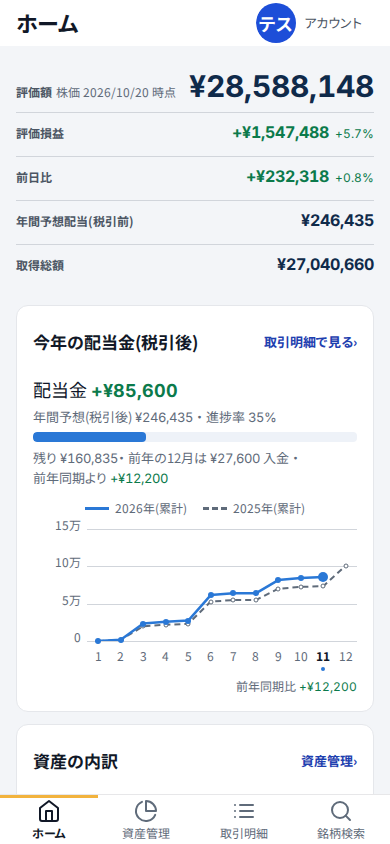 ホーム
テス アカウント
評価額 株価 2026/10/20 時点 ¥28,588,148
評価損益 +¥1,547,488 +5.7%
前日比 +¥232,318 +0.8%
年間予想配当(税引前) ¥246,435
取得総額 ¥27,040,660
今年の配当金(税引後) 取引明細で見る›
配当金 +¥85,600
年間予想(税引後) ¥246,435・進捗率 35%
残り ¥160,835・前年の12月は ¥27,600 入金・
前年同期より +¥12,200
2026年(累計) 2025年(累計)
15万
10万
5万
0
1 2 3 4 5 6 7 8 9 10 11 12
前年同期比 +¥12,200
資産の内訳 資産管理›
ホーム 資産管理 取引明細 銘柄検索